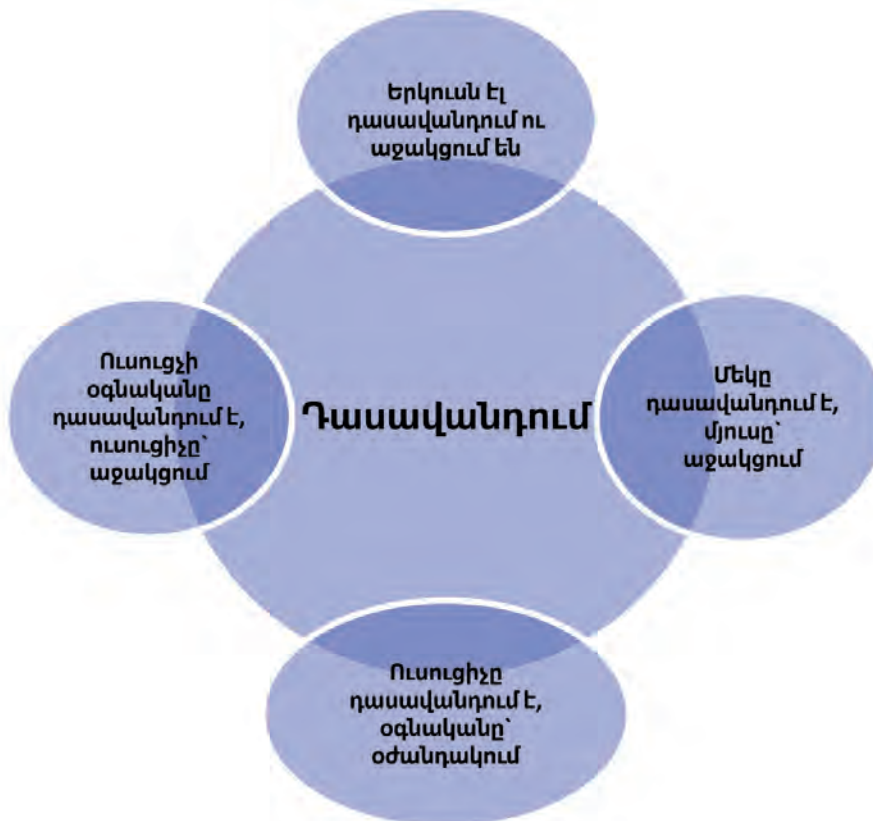 Երկուսն էլ
դասավանդում ու
աջակցում են
Ուսուցչի
օգնականը
դասավանդում է,
ուսուցիչը՝
աջակցում
Դասավանդում
Մեկը
դասավանդում է,
մյուսը՝
աջակցում
Ուսուցիչը
դասավանդում է,
օգնականը՝
օժանդակում